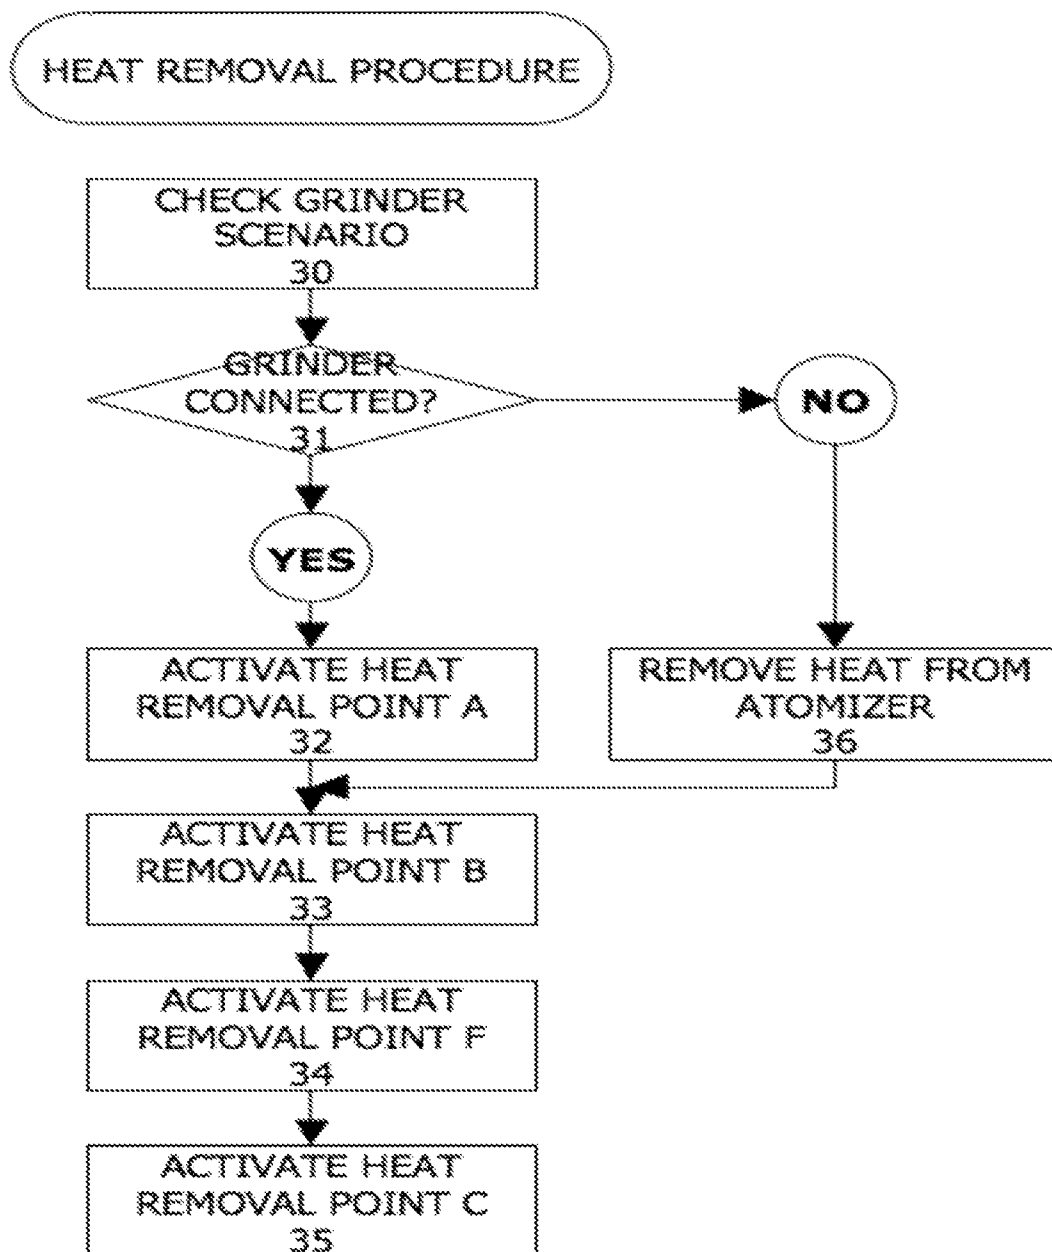 HEAT REMOVAL PROCEDURE
CHECK GRINDER
SCENARIO
30
GRINDER
CONNECTED?
31
NO
YES
ACTIVATE HEAT
REMOVAL POINT A
32
REMOVE HEAT FROM
ATOMIZER
36
ACTIVATE HEAT
REMOVAL POINT B
33
ACTIVATE HEAT
REMOVAL POINT F
34
ACTIVATE HEAT
REMOVAL POINT C
35